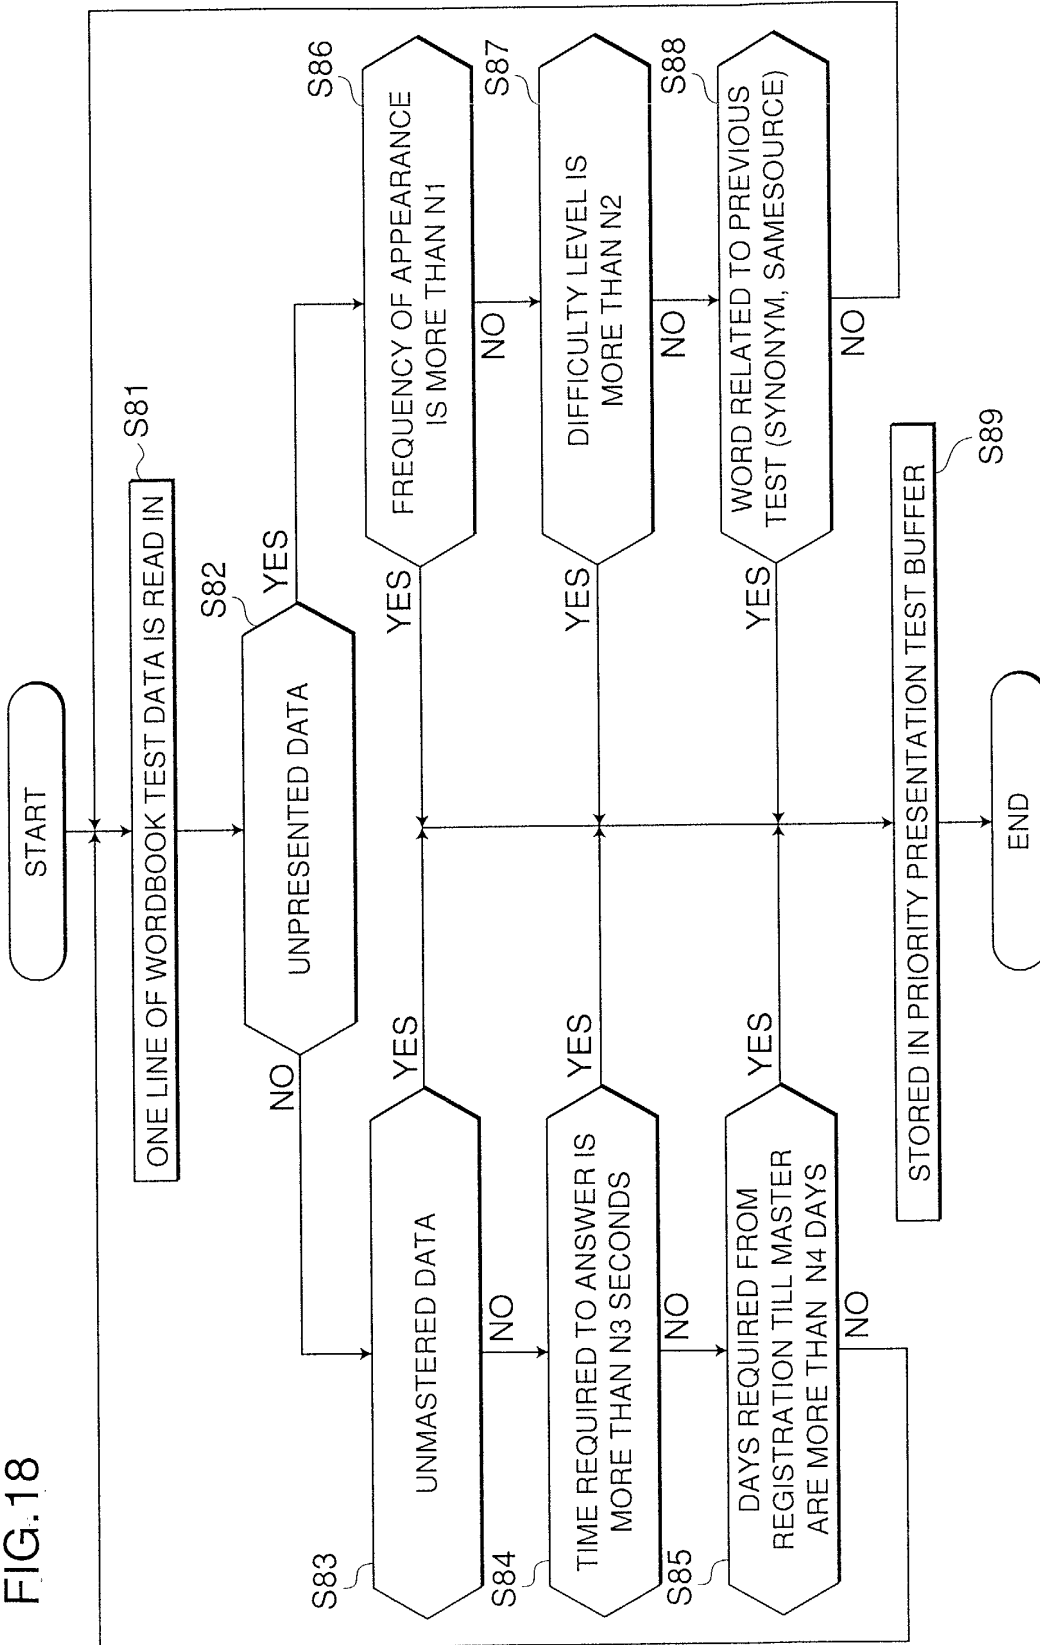 FIG.18
START
ONE LINE OF WORDBOOK TEST DATA IS READ IN
S81
UNPRESENTED DATA
S82
NO
YES
S83
UNMASTERED DATA
YES
NO
S84
TIME REQUIRED TO ANSWER IS
MORE THAN N3 SECONDS
YES
NO
S85
DAYS REQUIRED FROM
REGISTRATION TILL MASTER
ARE MORE THAN N4 DAYS
YES
NO
S86
FREQUENCY OF APPEARANCE
IS MORE THAN N1
YES
NO
S87
DIFFICULTY LEVEL IS
MORE THAN N2
YES
NO
S88
WORD RELATED TO PREVIOUS
TEST (SYNONYM, SAMESOURCE)
YES
NO
STORED IN PRIORITY PRESENTATION TEST BUFFER
S89
END